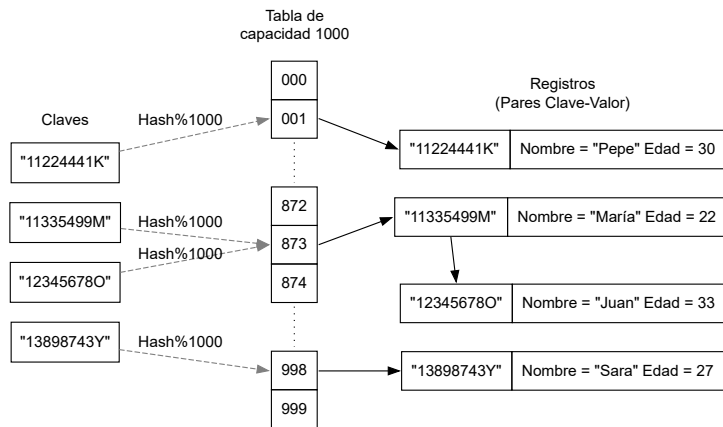 Tabla de
capacidad 1000
Claves
Hash%1000
Registros
(Pares Clave-Valor)
000
001
"11224441K"
"11224441K" Nombre = "Pepe" Edad = 30
872
"11335499M"
Hash%1000
"11335499M" Nombre = "María" Edad = 22
873
Hash%1000
"12345678O"
874
"12345678O" Nombre = "Juan" Edad = 33
"13898743Y"
Hash%1000
998
"13898743Y" Nombre = "Sara" Edad = 27
999